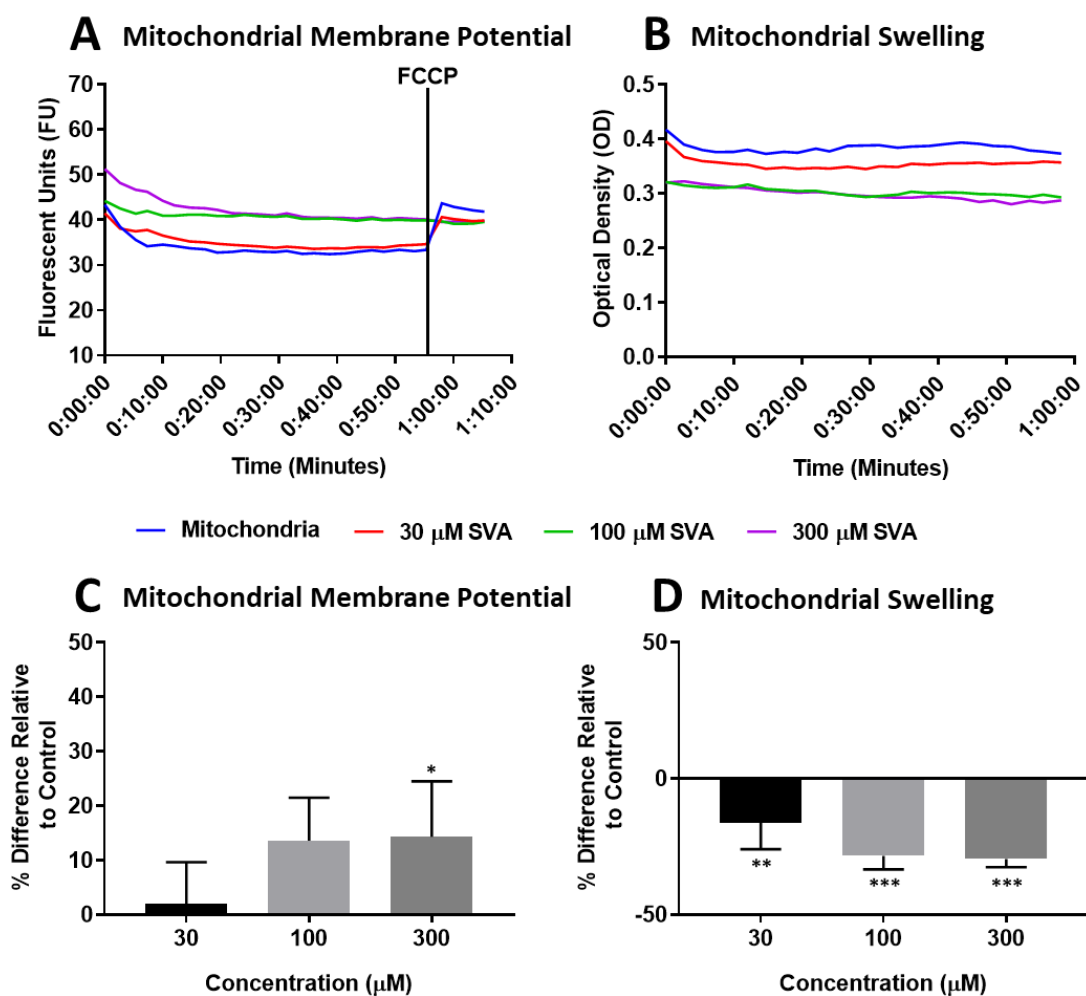 A Mitochondrial Membrane Potential
FCCP
70
60
50
40
30
20
10
Fluorescent Units (FU)
0:00:00
0:10:00
0:20:00
0:30:00
0:40:00
0:50:00
1:00:00
1:10:00
Time (Minutes)
B Mitochondrial Swelling
0.5
0.4
0.3
0.2
0.1
0.0
Optical Density (OD)
0:00:00
0:10:00
0:20:00
0:30:00
0:40:00
0:50:00
1:00:00
Time (Minutes)
Mitochondria
30 μM SVA
100 μM SVA
300 μM SVA
C Mitochondrial Membrane Potential
50
40
30
20
10
0
% Difference Relative
to Control
*
30
100
300
Concentration (μM)
D Mitochondrial Swelling
50
0
-50
% Difference Relative
to Control
**
***
***
30
100
300
Concentration (μM)